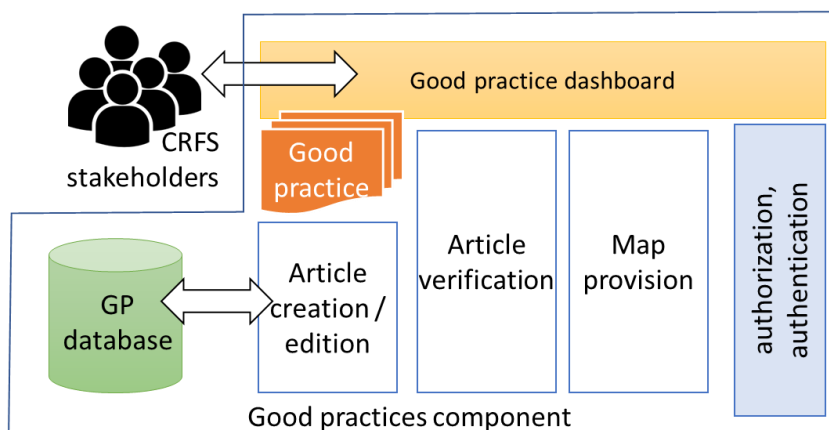 Good practice dashboard
CRFS
stakeholders
Good
practice
Article
verification
Map
provision
authorization,
authentication
GP
database
Article
creation /
edition
Good practices component